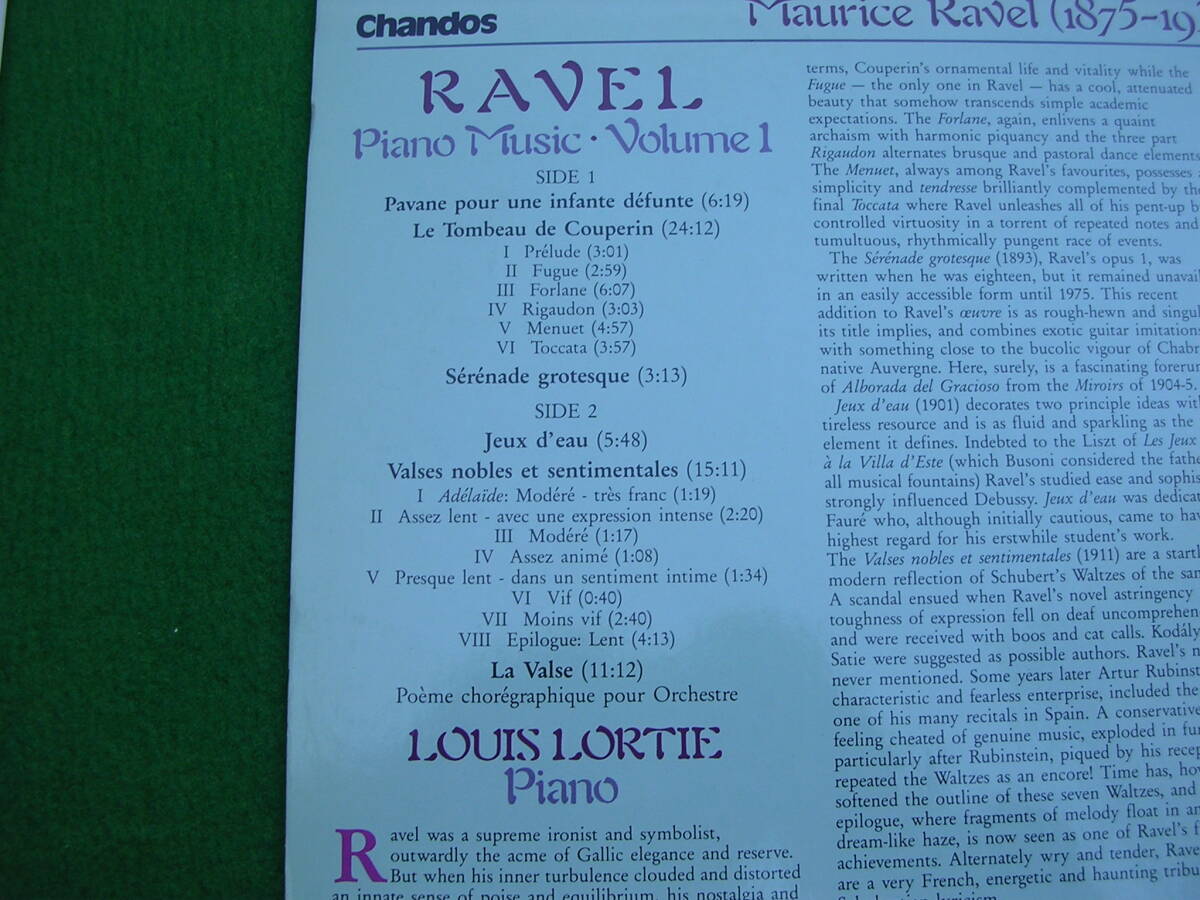 Chandos
Maurice Ravel (1875-19
RAVEL
Piano Music · Volume 1
SIDE 1
Pavane pour une infante défunte (6:19)
Le Tombeau de Couperin (24:12)
I Prélude (3:01)
II Fugue (2:59)
III Forlane (6:07)
IV Rigaudon (3:03)
V Menuet (4:57)
VI Toccata (3:57)
Sérénade grotesque (3:13)
SIDE 2
Jeux d'eau (5:48)
Valses nobles et sentimentales (15:11)
I Adélaïde: Modéré - très franc (1:19)
II Assez lent - avec une expression intense (2:20)
III Modéré (1:17)
IV Assez animé (1:08)
V Presque lent - dans un sentiment intime (1:34)
VI Vif (0:40)
VII Moins vif (2:40)
VIII Epilogue: Lent (4:13)
La Valse (11:12)
Poème chorégraphique pour Orchestre
LOUIS LORTIE
Piano
Ravel was a supreme ironist and symbolist,
outwardly the acme of Gallic elegance and reserve.
But when his inner turbulence clouded and distorted
an innate sense of poise and equilibrium, his nostalgia and
terms, Couperin's ornamental life and vitality while the
Fugue — the only one in Ravel — has a cool, attenuated
beauty that somehow transcends simple academic
expectations. The Forlane, again, enlivens a quaint
archaism with harmonic piquancy and the three part
Rigaudon alternates brusque and pastoral dance elements
The Menuet, always among Ravel's favourites, possesses
simplicity and tendresse brilliantly complemented by the
final Toccata where Ravel unleashes all of his pent-up b
controlled virtuosity in a torrent of repeated notes and
tumultuous, rhythmically pungent race of events.
The Sérénade grotesque (1893), Ravel's opus 1, was
written when he was eighteen, but it remained unavail
in an easily accessible form until 1975. This recent
addition to Ravel's œuvre is as rough-hewn and singul
its title implies, and combines exotic guitar imitations
with something close to the bucolic vigour of Chabr
native Auvergne. Here, surely, is a fascinating forerun
of Alborada del Gracioso from the Miroirs of 1904-5.
Jeux d'eau (1901) decorates two principle ideas wit
tireless resource and is as fluid and sparkling as the
element it defines. Indebted to the Liszt of Les Jeux
à la Villa d'Este (which Busoni considered the fathe
all musical fountains) Ravel's studied ease and sophis
strongly influenced Debussy. Jeux d'eau was dedicat
Fauré who, although initially cautious, came to hav
highest regard for his erstwhile student's work.
The Valses nobles et sentimentales (1911) are a startl
modern reflection of Schubert's Waltzes of the sam
A scandal ensued when Ravel's novel astringency
toughness of expression fell on deaf uncomprehen
and were received with boos and cat calls. Kodály
Satie were suggested as possible authors. Ravel's n
never mentioned. Some years later Artur Rubinst
characteristic and fearless enterprise, included the
one of his many recitals in Spain. A conservative
feeling cheated of genuine music, exploded in fur
particularly after Rubinstein, piqued by his recep
repeated the Waltzes as an encore! Time has, how
softened the outline of these seven Waltzes, and
epilogue, where fragments of melody float in an
dream-like haze, is now seen as one of Ravel's f
achievements. Alternately wry and tender, Rave
are a very French, energetic and haunting tribu